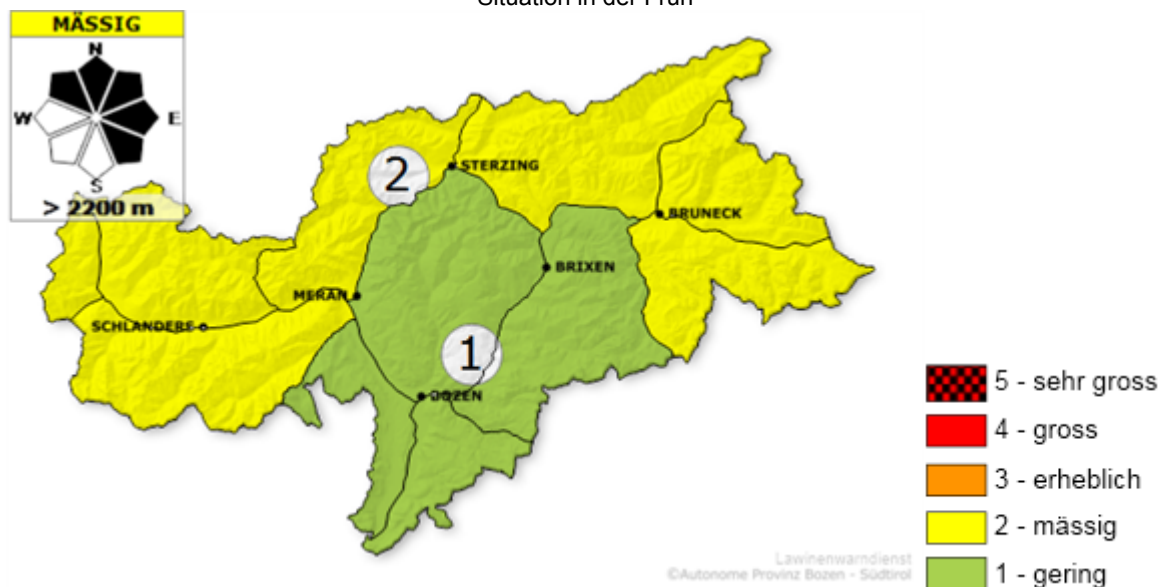 Situation in der Früh
MÄSSIG
N
W
E
S
> 2200 m
2
STERZING
BRUNECK
BRIXEN
MERAN
SCHLANDERS
1
BOZEN
5 - sehr gross
4 - gross
3 - erheblich
2 - mässig
1 - gering
Lawinenwarndienst
©Autonome Provinz Bozen - Südtirol